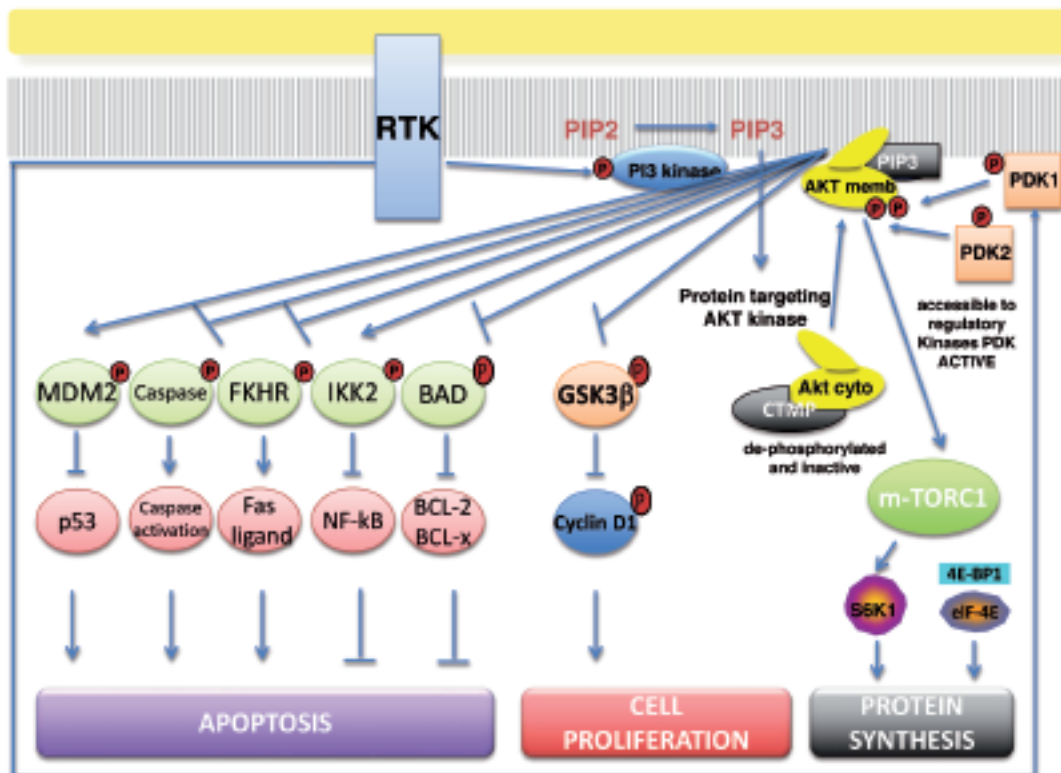 RTK
PIP2
PIP3
P
PI3 kinase
PIP3
AKT memb
P
P
P
PDK1
P
PDK2
Protein targeting
AKT kinase
accessible to
regulatory
Kinases PDK
ACTIVE
Akt cyto
CTMP
de-phosphorylated
and inactive
MDM2
P
Caspase
P
FKHR
P
IKK2
P
BAD
P
GSK3β
P
p53
Caspase
activation
Fas
ligand
NF-kB
BCL-2
BCL-x
Cyclin D1
P
m-TORC1
S6K1
4E-BP1
eIF-4E
APOPTOSIS
CELL
PROLIFERATION
PROTEIN
SYNTHESIS